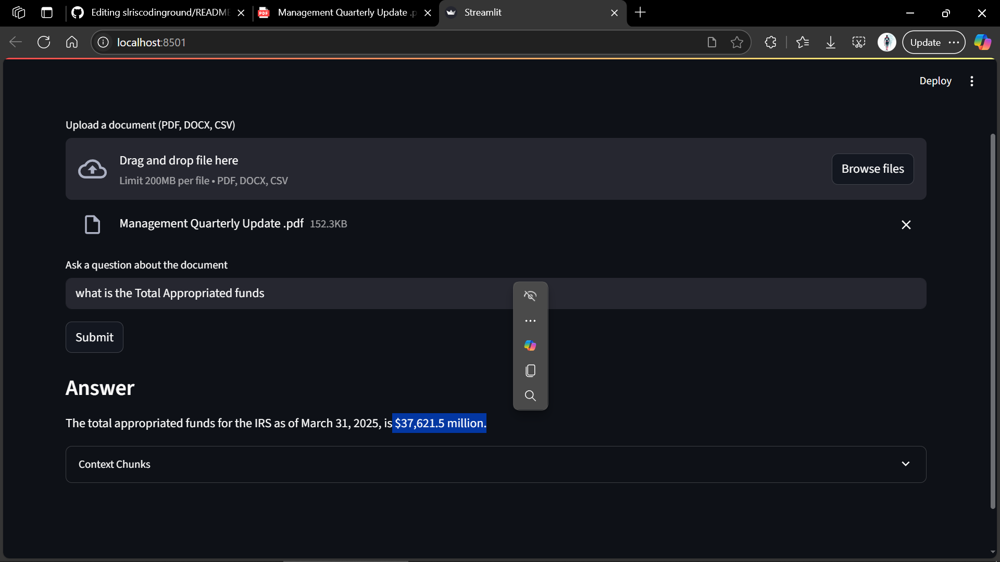 Editing slriscodinground/README
Management Quarterly Update .p
Streamlit
localhost:8501
Update
Deploy
Upload a document (PDF, DOCX, CSV)
Drag and drop file here
Limit 200MB per file • PDF, DOCX, CSV
Browse files
Management Quarterly Update .pdf 152.3KB
Ask a question about the document
what is the Total Appropriated funds
Submit
Answer
The total appropriated funds for the IRS as of March 31, 2025, is $37,621.5 million.
Context Chunks